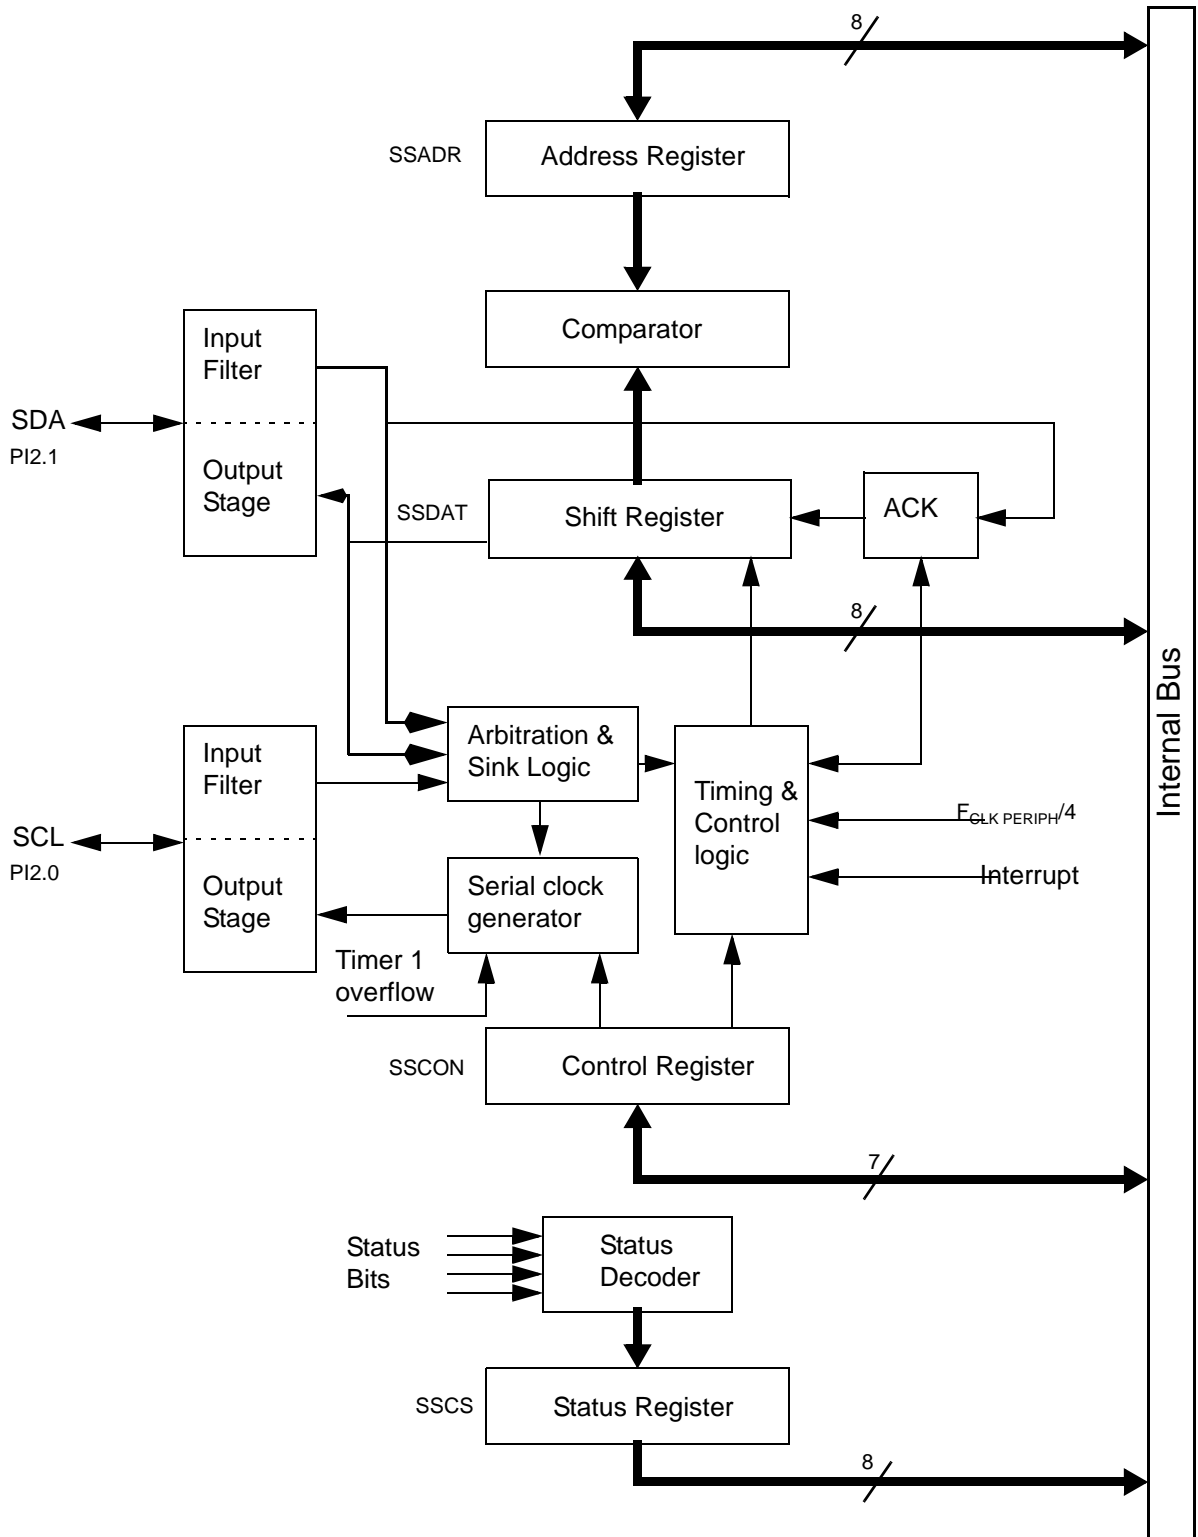 8
SSADR
Address Register
Comparator
Input
Filter
SDA
PI2.1
Output
Stage
SSDAT
Shift Register
ACK
8
Internal Bus
Input
Filter
Arbitration &
Sink Logic
Timing &
Control
logic
FCLK PERIPH/4
SCL
PI2.0
Output
Stage
Serial clock
generator
Interrupt
Timer 1
overflow
SSCON
Control Register
7
Status
Bits
Status
Decoder
SSCS
Status Register
8